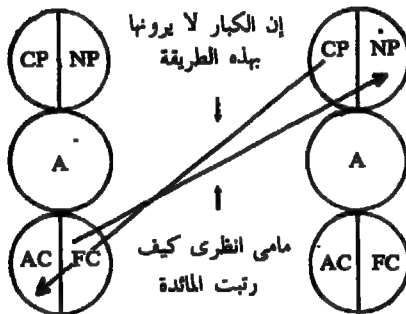 إن الكبار لا يرونها
بهذه الطريقة
CP NP
CP NP
A
A
مامى انظرى كيف
رتبت المائدة
AC FC
AC FC